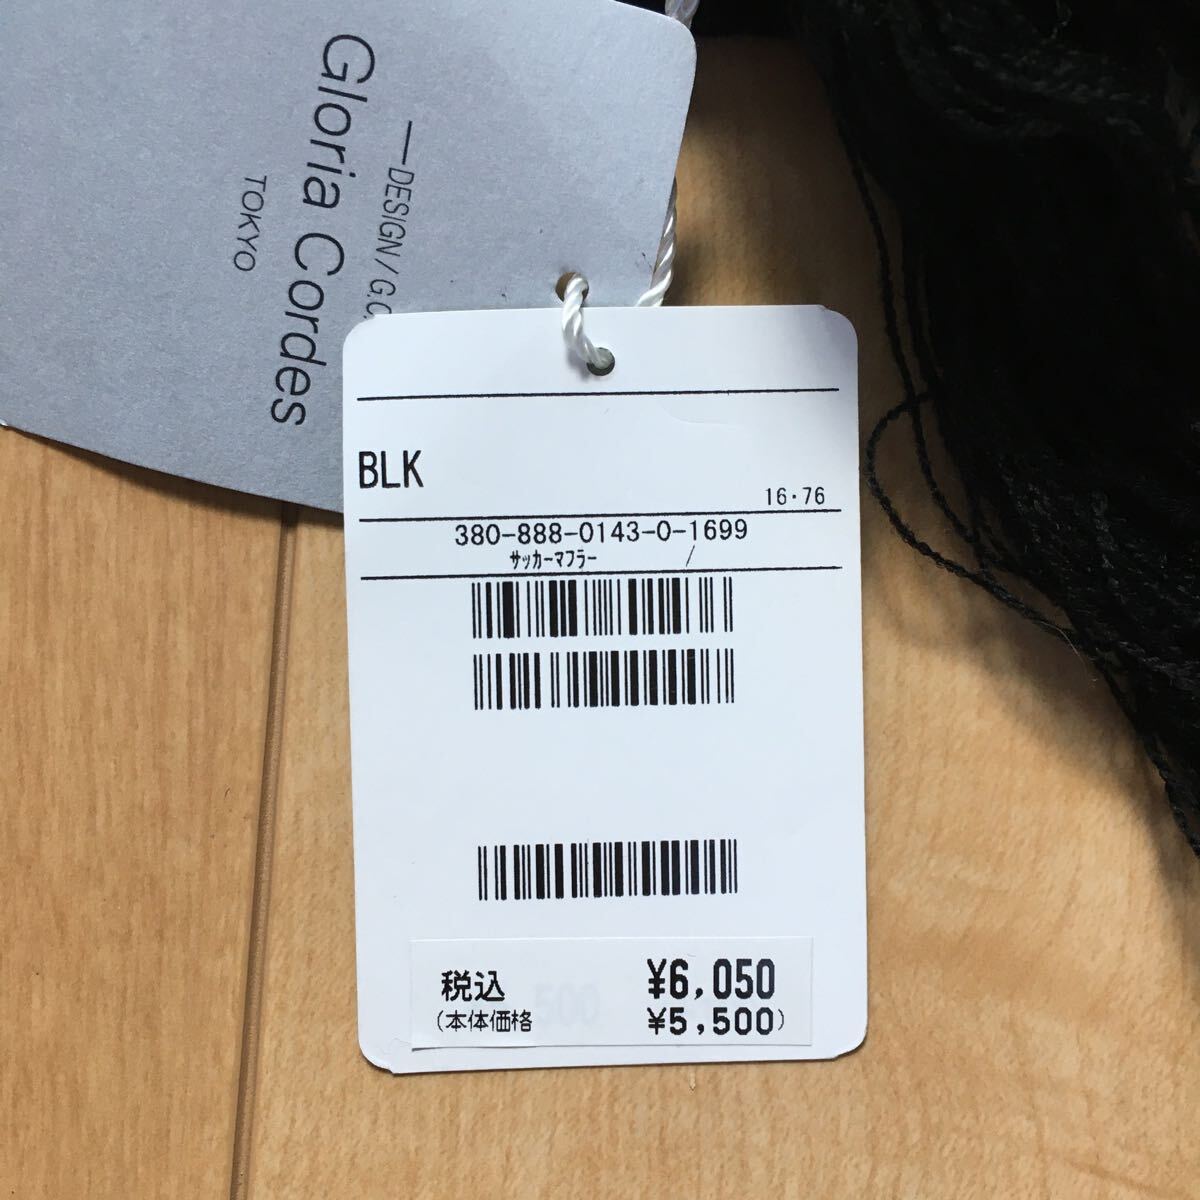 —DESIGN/G.C.
Gloria Cordes
TOKYO
BLK
16・76
380-888-0143-0-1699
サッカーマフラー
税込 ¥6,050
(本体価格 ¥5,500)